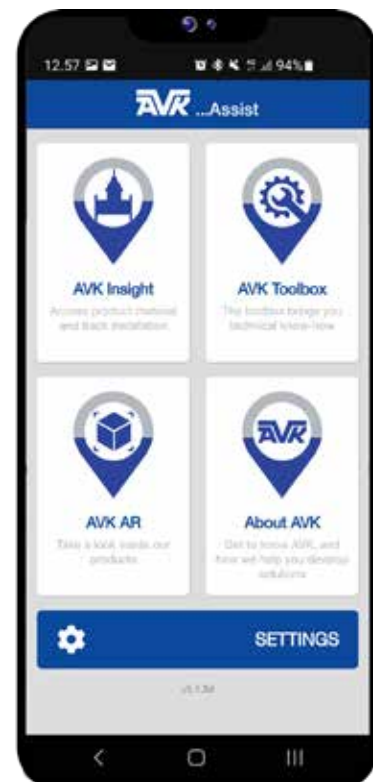 12.57
94%
AVK ...Assist
AVK Insight
Access product material
and track installation
AVK Toolbox
The toolbox brings you
technical know-how
AVK AR
Take a look inside our
products
AVK
About AVK
Get to know AVK, and
how we help you develop
solutions
SETTINGS